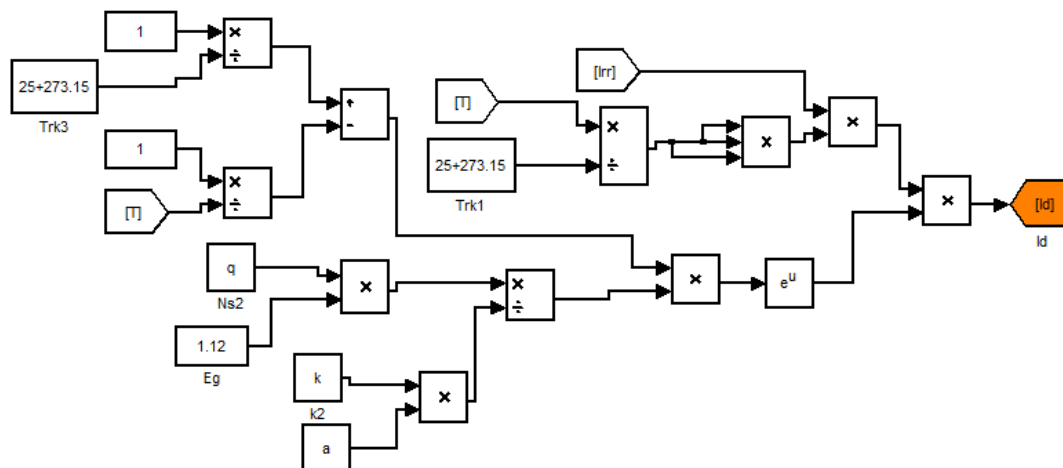 1
×
÷
25+273.15
Trk3
+
−
1
×
÷
[T]
[Irr]
[T]
×
÷
25+273.15
Trk1
×
×
×
[Id]
Id
q
Ns2
×
×
÷
×
e^u
1.12
Eg
k
k2
×
a